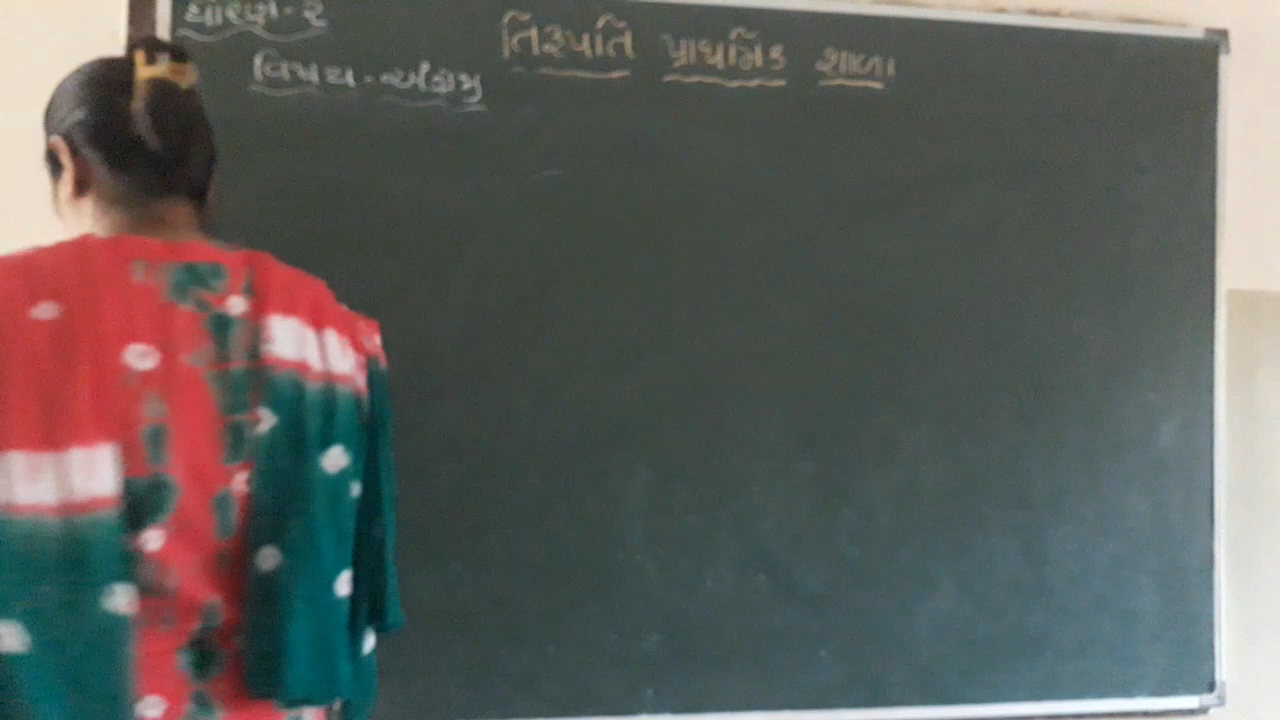 ધોરણ - ૨
તિરૂપતિ પ્રાથમિક શાળા
વિષય - અંગ્રેજી